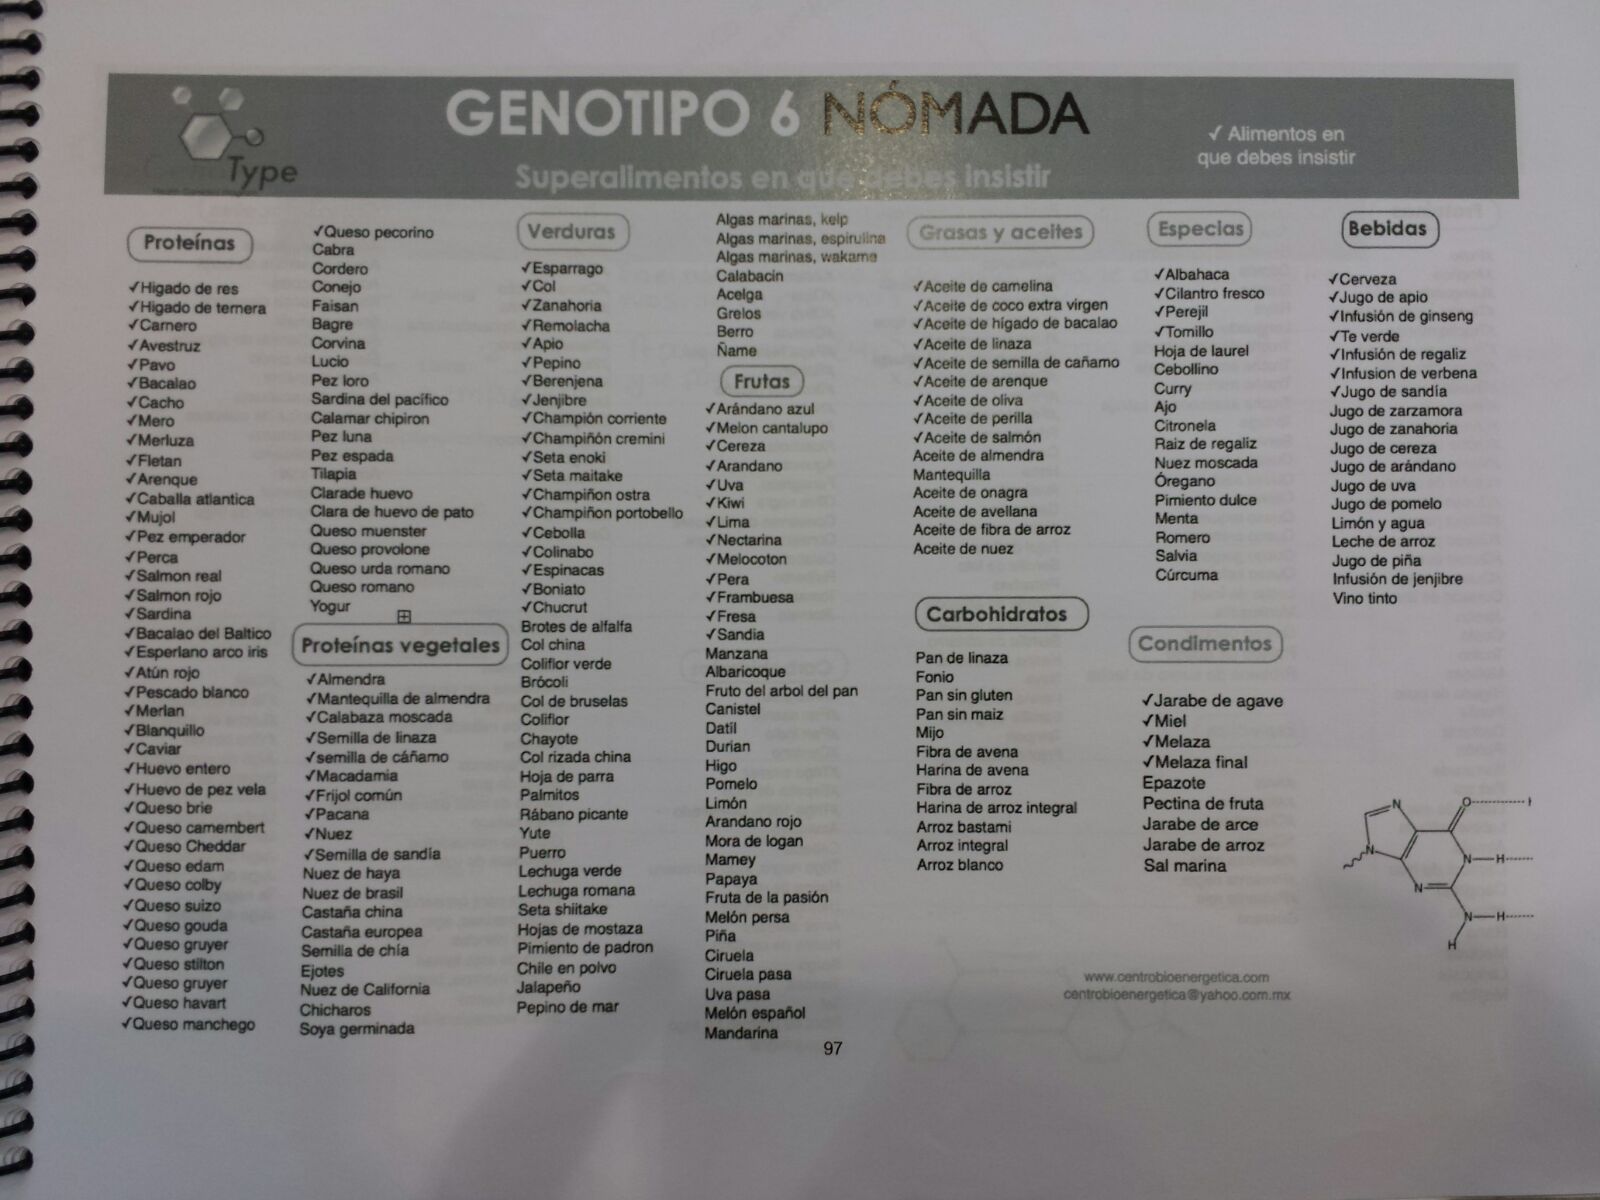 GENOTIPO 6 NÓMADA
Superalimentos en que debes insistir
✓ Alimentos en
que debes insistir
Type
Proteínas
✓Higado de res
✓Higado de ternera
✓Carnero
✓Avestruz
✓Pavo
✓Bacalao
✓Cacho
✓Mero
✓Merluza
✓Fletan
✓Arenque
✓Caballa atlantica
✓Mujol
✓Pez emperador
✓Perca
✓Salmon real
✓Salmon rojo
✓Sardina
✓Bacalao del Baltico
✓Esperlano arco iris
✓Atún rojo
✓Pescado blanco
✓Merlan
✓Blanquillo
✓Caviar
✓Huevo entero
✓Huevo de pez vela
✓Queso brie
✓Queso camembert
✓Queso Cheddar
✓Queso edam
✓Queso colby
✓Queso suizo
✓Queso gouda
✓Queso gruyer
✓Queso stilton
✓Queso gruyer
✓Queso havart
✓Queso manchego
✓Queso pecorino
Cabra
Cordero
Conejo
Faisan
Bagre
Corvina
Lucio
Pez loro
Sardina del pacífico
Calamar chipiron
Pez luna
Pez espada
Tilapia
Clarade huevo
Clara de huevo de pato
Queso muenster
Queso provolone
Queso urda romano
Queso romano
Yogur
Proteínas vegetales
✓Almendra
✓Mantequilla de almendra
✓Calabaza moscada
✓Semilla de linaza
✓semilla de cáñamo
✓Macadamia
✓Frijol común
✓Pacana
✓Nuez
✓Semilla de sandía
Nuez de haya
Nuez de brasil
Castaña china
Castaña europea
Semilla de chía
Ejotes
Nuez de California
Chicharos
Soya germinada
Verduras
✓Esparrago
✓Col
✓Zanahoria
✓Remolacha
✓Apio
✓Pepino
✓Berenjena
✓Jenjibre
✓Champión corriente
✓Champiñón cremini
✓Seta enoki
✓Seta maitake
✓Champiñon ostra
✓Champiñon portobello
✓Cebolla
✓Colinabo
✓Espinacas
✓Boniato
✓Chucrut
Brotes de alfalfa
Col china
Coliflor verde
Brócoli
Col de bruselas
Coliflor
Chayote
Col rizada china
Hoja de parra
Palmitos
Rábano picante
Yute
Puerro
Lechuga verde
Lechuga romana
Seta shiitake
Hojas de mostaza
Pimiento de padron
Chile en polvo
Jalapeño
Pepino de mar
Algas marinas, kelp
Algas marinas, espirulina
Algas marinas, wakame
Calabacin
Acelga
Grelos
Berro
Ñame
Frutas
✓Arándano azul
✓Melon cantalupo
✓Cereza
✓Arandano
✓Uva
✓Kiwi
✓Lima
✓Nectarina
✓Melocoton
✓Pera
✓Frambuesa
✓Fresa
✓Sandia
Manzana
Albaricoque
Fruto del arbol del pan
Canistel
Datíl
Durian
Higo
Pomelo
Limón
Arandano rojo
Mora de logan
Mamey
Papaya
Fruta de la pasión
Melón persa
Piña
Ciruela
Ciruela pasa
Uva pasa
Melón español
Mandarina
Grasas y aceites
✓Aceite de camelina
✓Aceite de coco extra virgen
✓Aceite de hígado de bacalao
✓Aceite de linaza
✓Aceite de semilla de cañamo
✓Aceite de arenque
✓Aceite de oliva
✓Aceite de perilla
✓Aceite de salmón
Aceite de almendra
Mantequilla
Aceite de onagra
Aceite de avellana
Aceite de fibra de arroz
Aceite de nuez
Carbohidratos
Pan de linaza
Fonio
Pan sin gluten
Pan sin maiz
Mijo
Fibra de avena
Harina de avena
Fibra de arroz
Harina de arroz integral
Arroz bastami
Arroz integral
Arroz blanco
Especias
✓Albahaca
✓Cilantro fresco
✓Perejil
✓Tomillo
Hoja de laurel
Cebollino
Curry
Ajo
Citronela
Raiz de regaliz
Nuez moscada
Óregano
Pimiento dulce
Menta
Romero
Salvia
Cúrcuma
Condimentos
✓Jarabe de agave
✓Miel
✓Melaza
✓Melaza final
Epazote
Pectina de fruta
Jarabe de arce
Jarabe de arroz
Sal marina
Bebidas
✓Cerveza
✓Jugo de apio
✓Infusión de ginseng
✓Te verde
✓Infusión de regaliz
✓Infusion de verbena
✓Jugo de sandía
Jugo de zarzamora
Jugo de zanahoria
Jugo de cereza
Jugo de arándano
Jugo de uva
Jugo de pomelo
Limón y agua
Leche de arroz
Jugo de piña
Infusión de jenjibre
Vino tinto
N
O
N
N
H
N
N
H
H
www.centrobioenergetica.com
centrobioenergetica@yahoo.com.mx
97